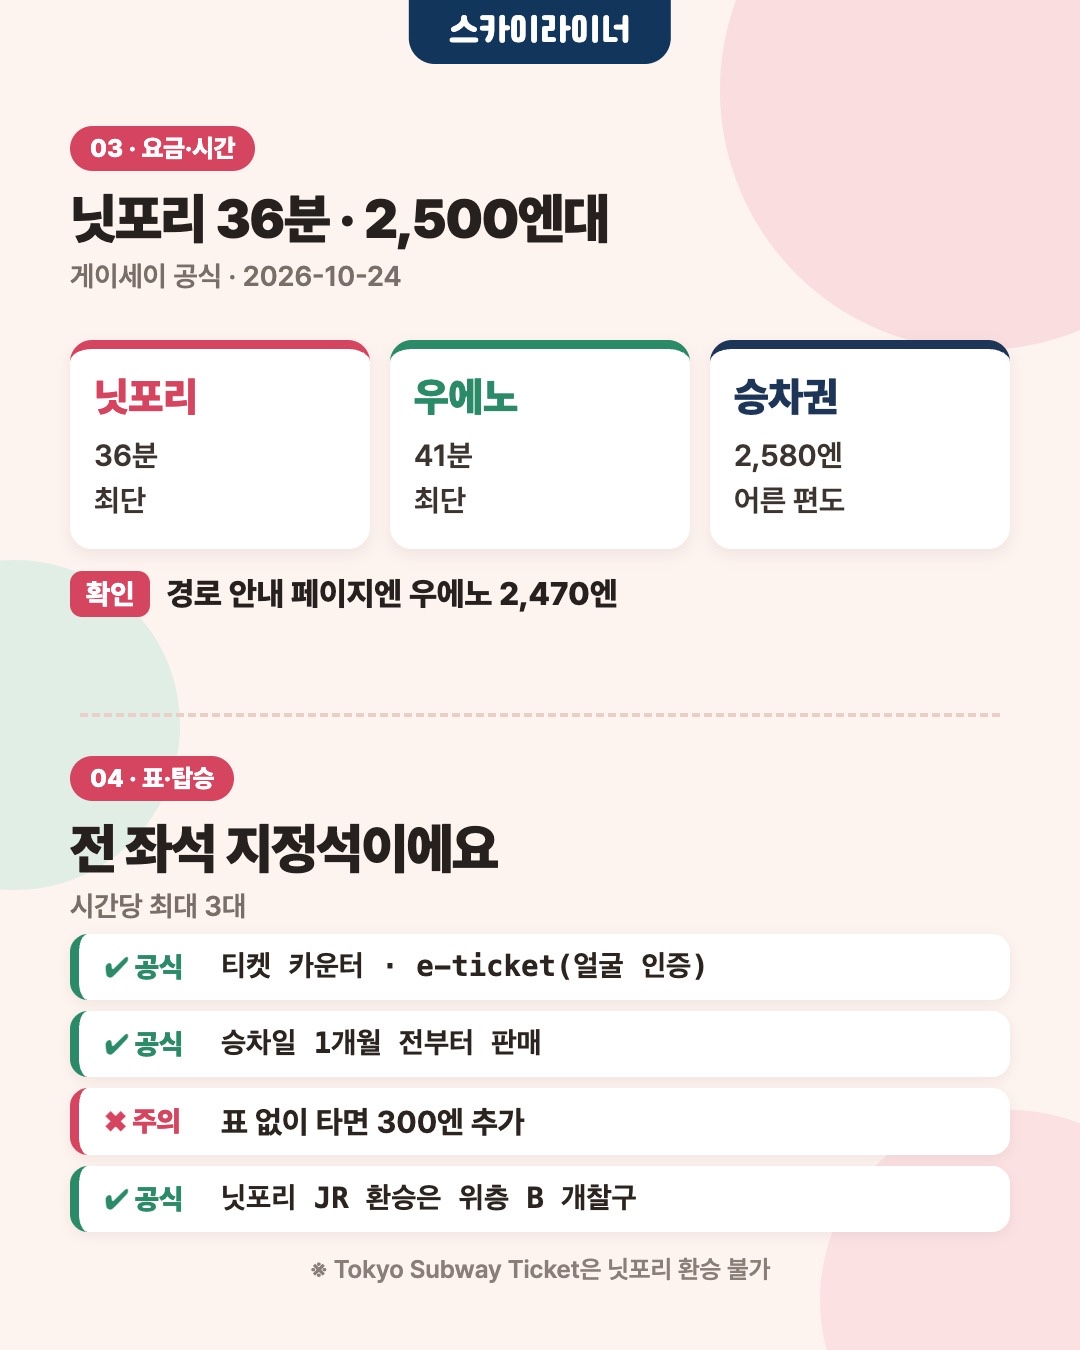 스카이라이너
03 · 요금·시간
닛포리 36분 · 2,500엔대
게이세이 공식 · 2026-10-24
닛포리
36분
최단
우에노
41분
최단
승차권
2,580엔
어른 편도
확인 경로 안내 페이지엔 우에노 2,470엔
04 · 표·탑승
전 좌석 지정석이에요
시간당 최대 3대
✔ 공식 티켓 카운터 · e-ticket(얼굴 인증)
✔ 공식 승차일 1개월 전부터 판매
✖ 주의 표 없이 타면 300엔 추가
✔ 공식 닛포리 JR 환승은 위층 B 개찰구
※ Tokyo Subway Ticket은 닛포리 환승 불가